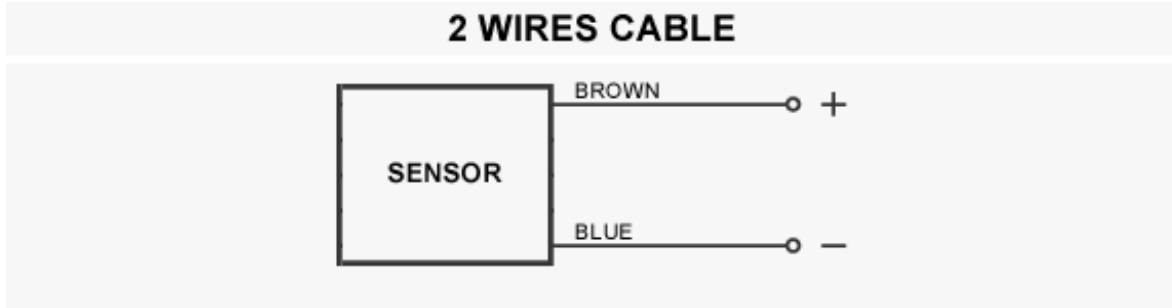 2 WIRES CABLE
BROWN +
SENSOR
BLUE −